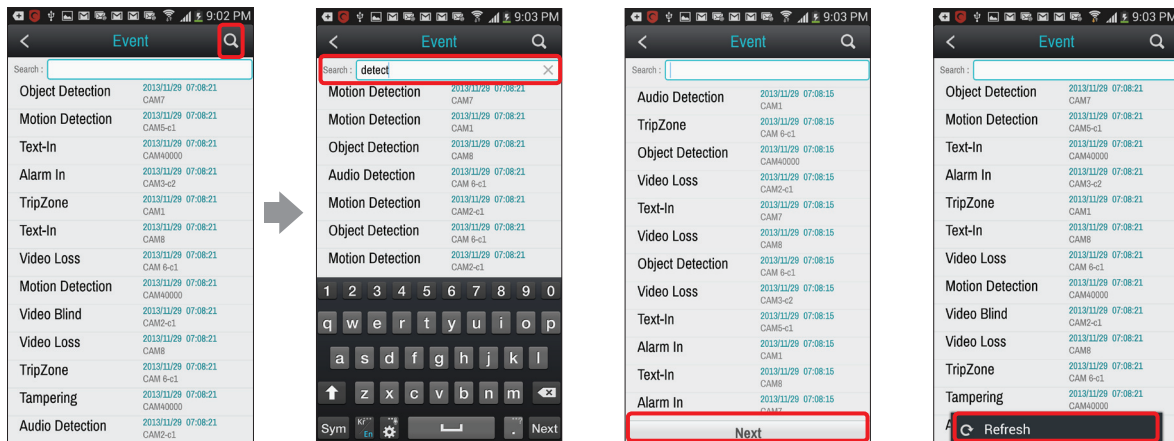 9:02 PM
Event
Search :
Object Detection 2013/11/29 07:08:21
CAM7
Motion Detection 2013/11/29 07:08:21
CAM5-c1
Text-In 2013/11/29 07:08:21
CAM40000
Alarm In 2013/11/29 07:08:21
CAM3-c2
TripZone 2013/11/29 07:08:21
CAM1
Text-In 2013/11/29 07:08:21
CAM8
Video Loss 2013/11/29 07:08:21
CAM 6-c1
Motion Detection 2013/11/29 07:08:21
CAM40000
Video Blind 2013/11/29 07:08:21
CAM2-c1
Video Loss 2013/11/29 07:08:21
CAM8
TripZone 2013/11/29 07:08:21
CAM 6-c1
Tampering 2013/11/29 07:08:21
CAM40000
Audio Detection 2013/11/29 07:08:21
CAM2-c1
9:03 PM
Event
Search : detect
Motion Detection 2013/11/29 07:08:21
CAM7
Motion Detection 2013/11/29 07:08:21
CAM1
Object Detection 2013/11/29 07:08:21
CAM8
Audio Detection 2013/11/29 07:08:21
CAM 6-c1
Motion Detection 2013/11/29 07:08:21
CAM2-c1
Object Detection 2013/11/29 07:08:21
CAM 6-c1
Motion Detection 2013/11/29 07:08:21
CAM2-c1
1 2 3 4 5 6 7 8 9 0
q w e r t y u i o p
a s d f g h j k l
z x c v b n m
Sym En . Next
9:03 PM
Event
Search :
Audio Detection 2013/11/29 07:08:15
CAM1
TripZone 2013/11/29 07:08:15
CAM 6-c1
Object Detection 2013/11/29 07:08:15
CAM40000
Video Loss 2013/11/29 07:08:15
CAM2-c1
Text-In 2013/11/29 07:08:15
CAM7
Video Loss 2013/11/29 07:08:15
CAM8
Object Detection 2013/11/29 07:08:15
CAM 6-c1
Video Loss 2013/11/29 07:08:15
CAM3-c2
Text-In 2013/11/29 07:08:15
CAM5-c1
Alarm In 2013/11/29 07:08:15
CAM1
Text-In 2013/11/29 07:08:15
CAM8
Alarm In 2013/11/29 07:08:15
CAM7
Next
9:03 PM
Event
Search :
Object Detection 2013/11/29 07:08:21
CAM7
Motion Detection 2013/11/29 07:08:21
CAM5-c1
Text-In 2013/11/29 07:08:21
CAM40000
Alarm In 2013/11/29 07:08:21
CAM3-c2
TripZone 2013/11/29 07:08:21
CAM1
Text-In 2013/11/29 07:08:21
CAM8
Video Loss 2013/11/29 07:08:21
CAM 6-c1
Motion Detection 2013/11/29 07:08:21
CAM40000
Video Blind 2013/11/29 07:08:21
CAM2-c1
Video Loss 2013/11/29 07:08:21
CAM8
TripZone 2013/11/29 07:08:21
CAM 6-c1
Tampering 2013/11/29 07:08:21
CAM40000
Refresh